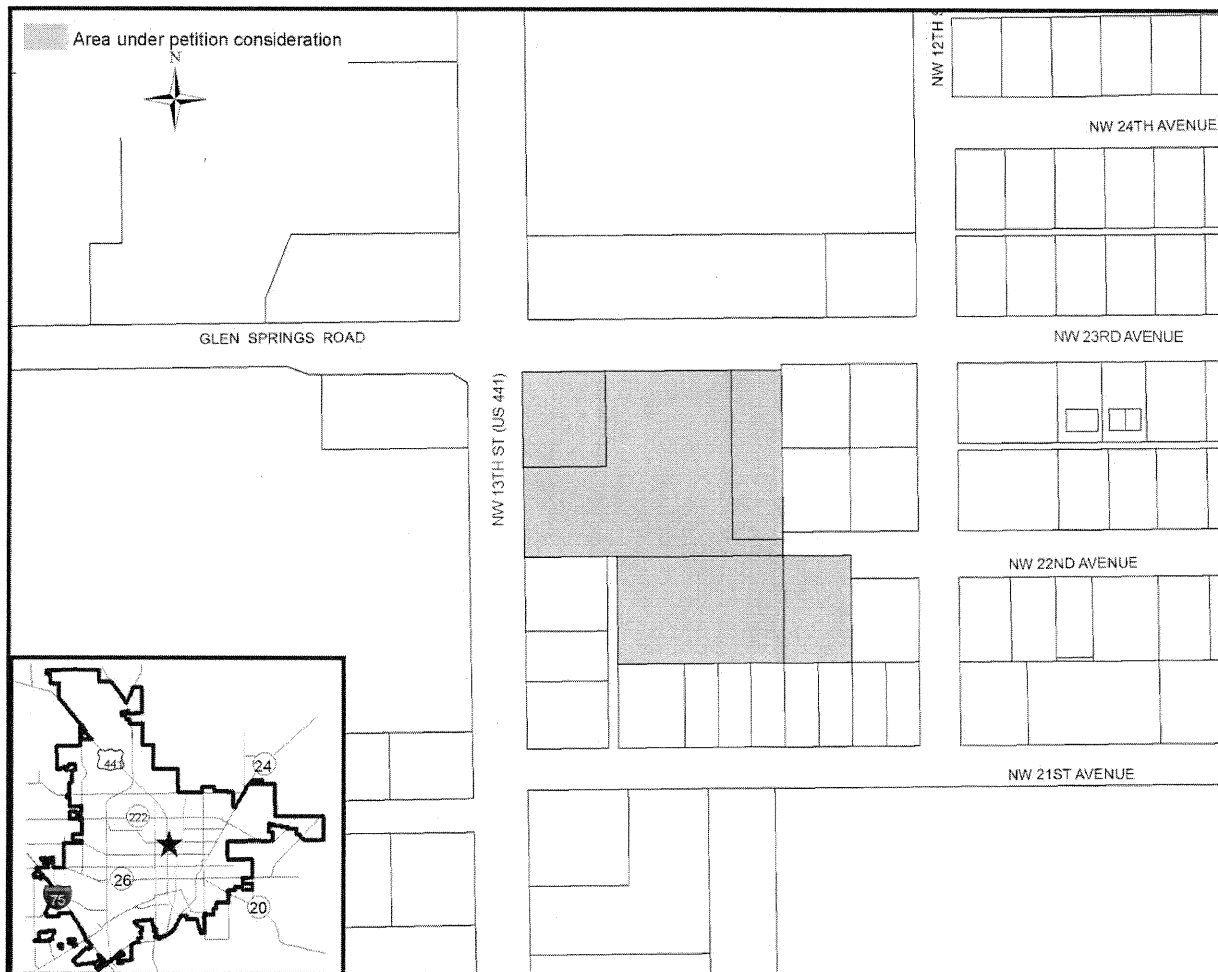 Area under petition consideration
N
NW 12TH S
NW 24TH AVENUE
GLEN SPRINGS ROAD
NW 23RD AVENUE
NW 13TH ST (US 441)
NW 22ND AVENUE
NW 21ST AVENUE
441
24
222
26
75
20